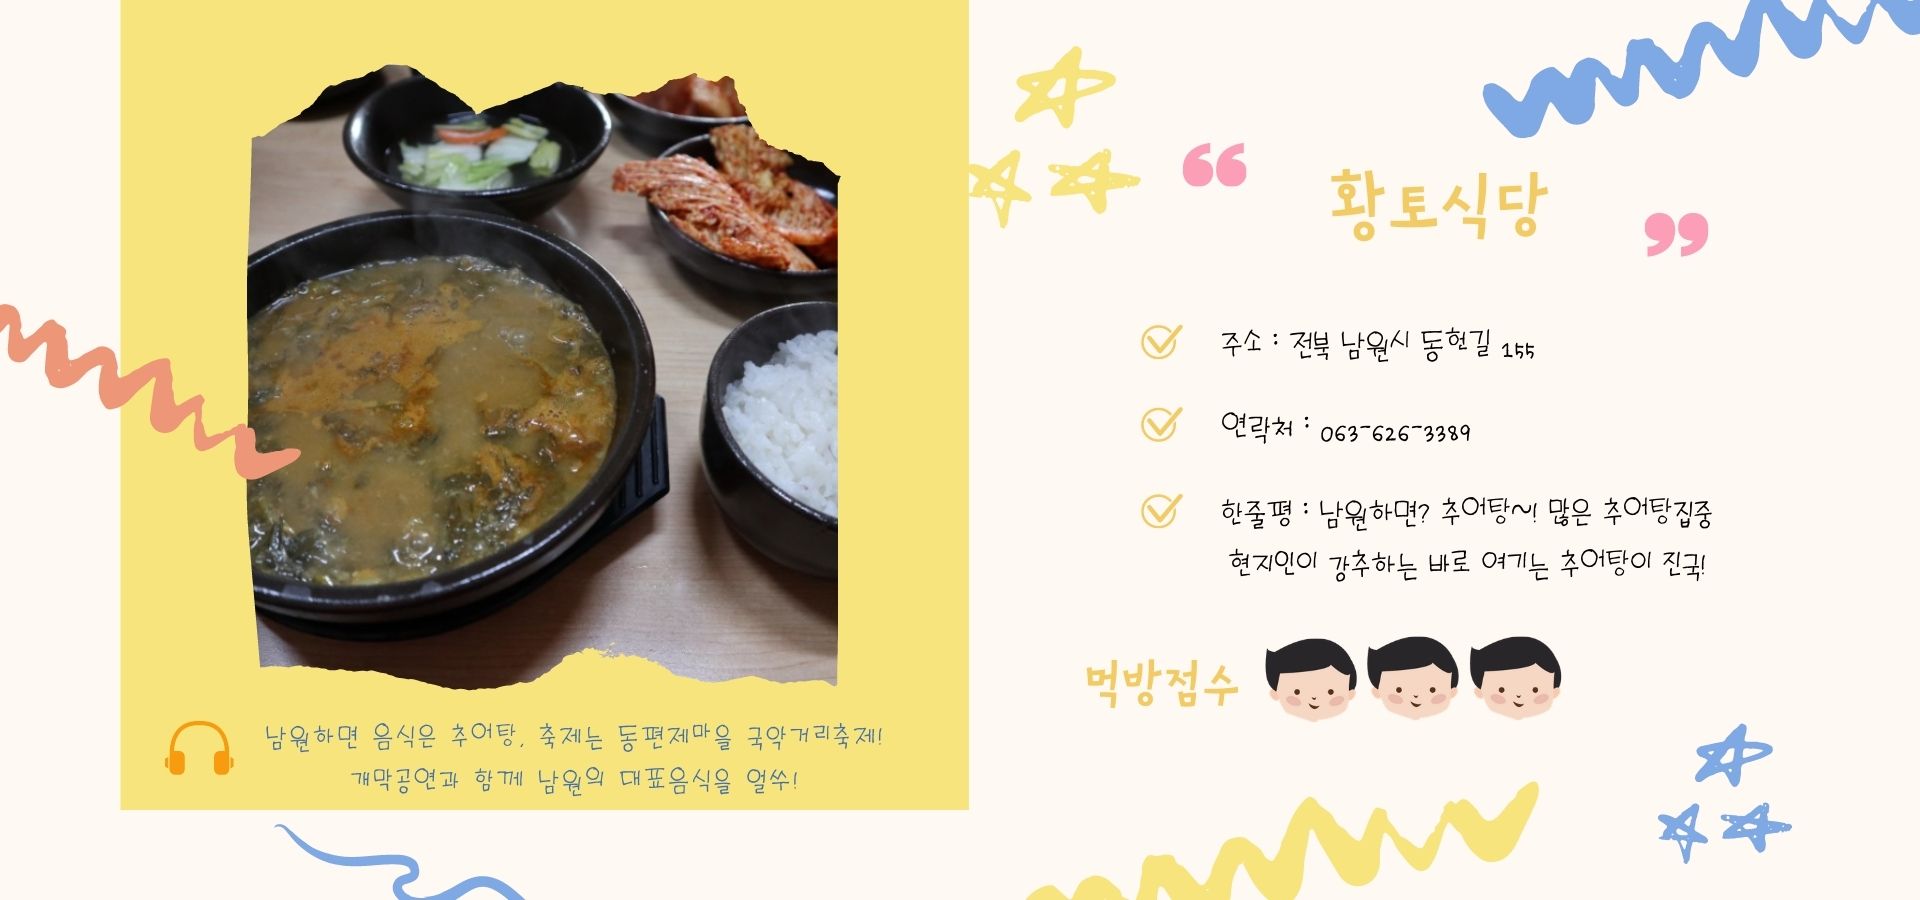 황토식당
주소 : 전북 남원시 동헌길 155
연락처 : 063-626-3389
한줄평 : 남원하면? 추어탕~! 많은 추어탕집중
현지인이 강추하는 바로 여기는 추어탕이 진국!
먹방점수
남원하면 음식은 추어탕, 축제는 동편제마을 국악거리축제!
개막공연과 함께 남원의 대표음식을 얼쑤!